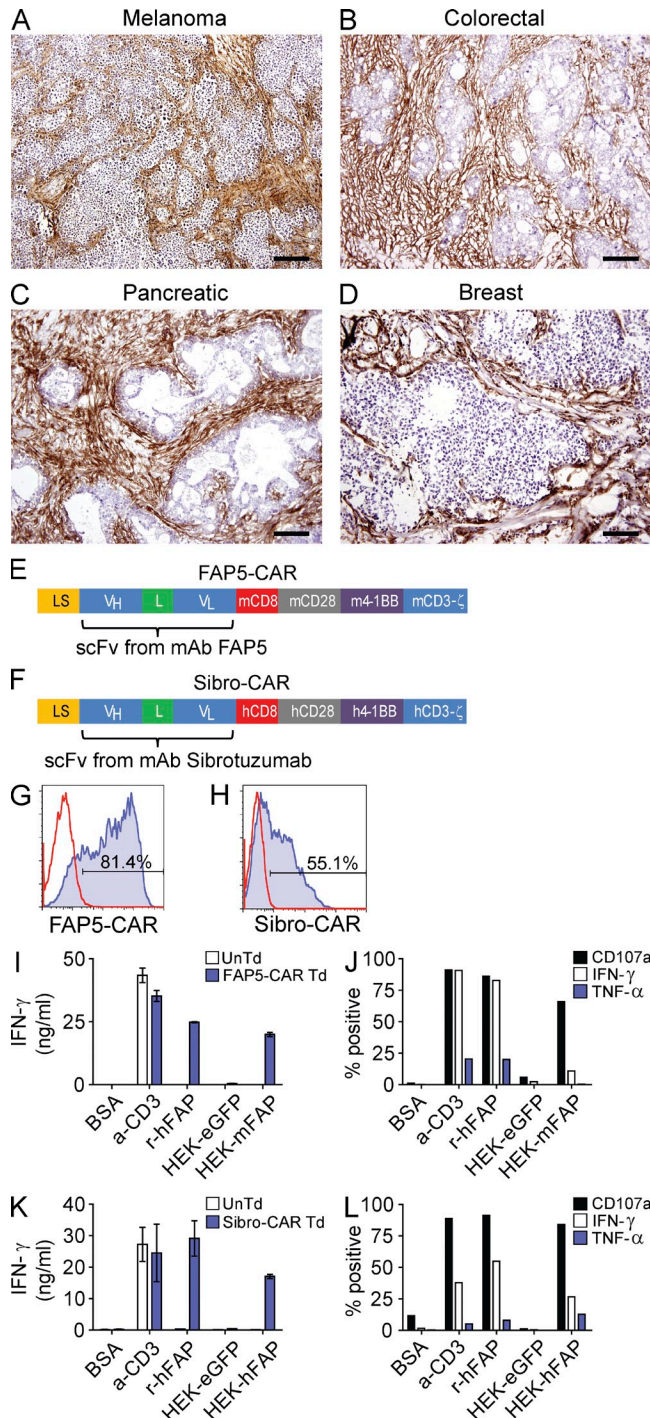 A Melanoma
B Colorectal
C Pancreatic
D Breast
E FAP5-CAR
LS VH L VL mCD8 mCD28 m4-1BB mCD3-ζ
scFv from mAb FAP5
F Sibro-CAR
LS VH L VL hCD8 hCD28 h4-1BB hCD3-ζ
scFv from mAb Sibrotuzumab
G 81.4%
FAP5-CAR
H 55.1%
Sibro-CAR
I UnTd
FAP5-CAR Td
IFN-γ
(ng/ml)
50
25
0
BSA
a-CD3
r-hFAP
HEK-eGFP
HEK-mFAP
J CD107a
IFN-γ
TNF-α
% positive
100
75
50
25
0
BSA
a-CD3
r-hFAP
HEK-eGFP
HEK-mFAP
K UnTd
Sibro-CAR Td
IFN-γ
(ng/ml)
40
30
20
10
0
BSA
a-CD3
r-hFAP
HEK-eGFP
HEK-hFAP
L CD107a
IFN-γ
TNF-α
% positive
100
75
50
25
0
BSA
a-CD3
r-hFAP
HEK-eGFP
HEK-hFAP